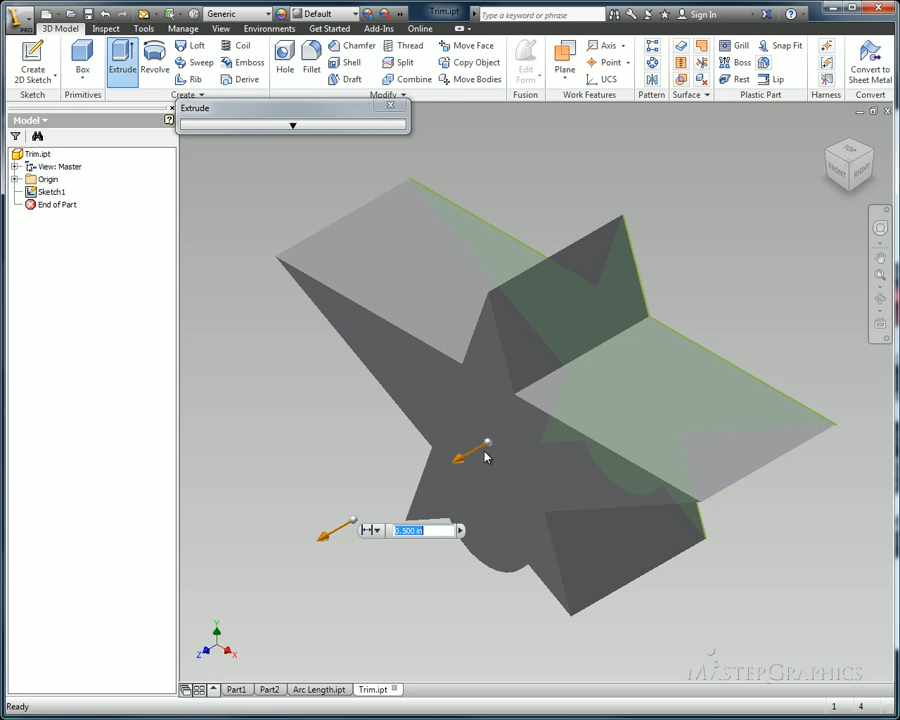 Generic
Default
Trim.ipt
Type a keyword or phrase
Sign In
PRO
3D Model
Inspect
Tools
Manage
View
Environments
Get Started
Add-Ins
Online
Create
2D Sketch
Box
Extrude
Revolve
Loft
Sweep
Rib
Coil
Emboss
Derive
Hole
Fillet
Chamfer
Shell
Draft
Thread
Split
Combine
Move Face
Copy Object
Move Bodies
Edit
Form
Plane
Axis
Point
UCS
Grill
Boss
Rest
Snap Fit
Lip
Convert to
Sheet Metal
Sketch
Primitives
Create
Modify
Fusion
Work Features
Pattern
Surface
Plastic Part
Harness
Convert
Model
Extrude
Trim.ipt
View: Master
Origin
Sketch1
End of Part
TOP
FRONT
RIGHT
0.500 in
Y
Z
X
MASTERGRAPHICS
Part1
Part2
Arc Length.ipt
Trim.ipt
Ready
1
4